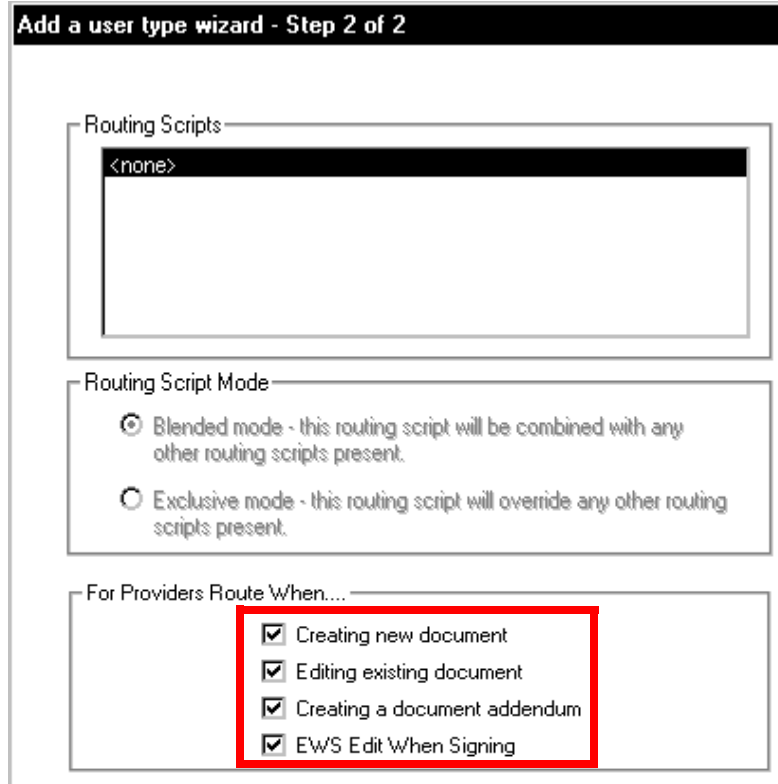 Add a user type wizard - Step 2 of 2
Routing Scripts
<none>
Routing Script Mode
Blended mode - this routing script will be combined with any
other routing scripts present.
Exclusive mode - this routing script will override any other routing
scripts present.
For Providers Route When....
Creating new document
Editing existing document
Creating a document addendum
EWS Edit When Signing